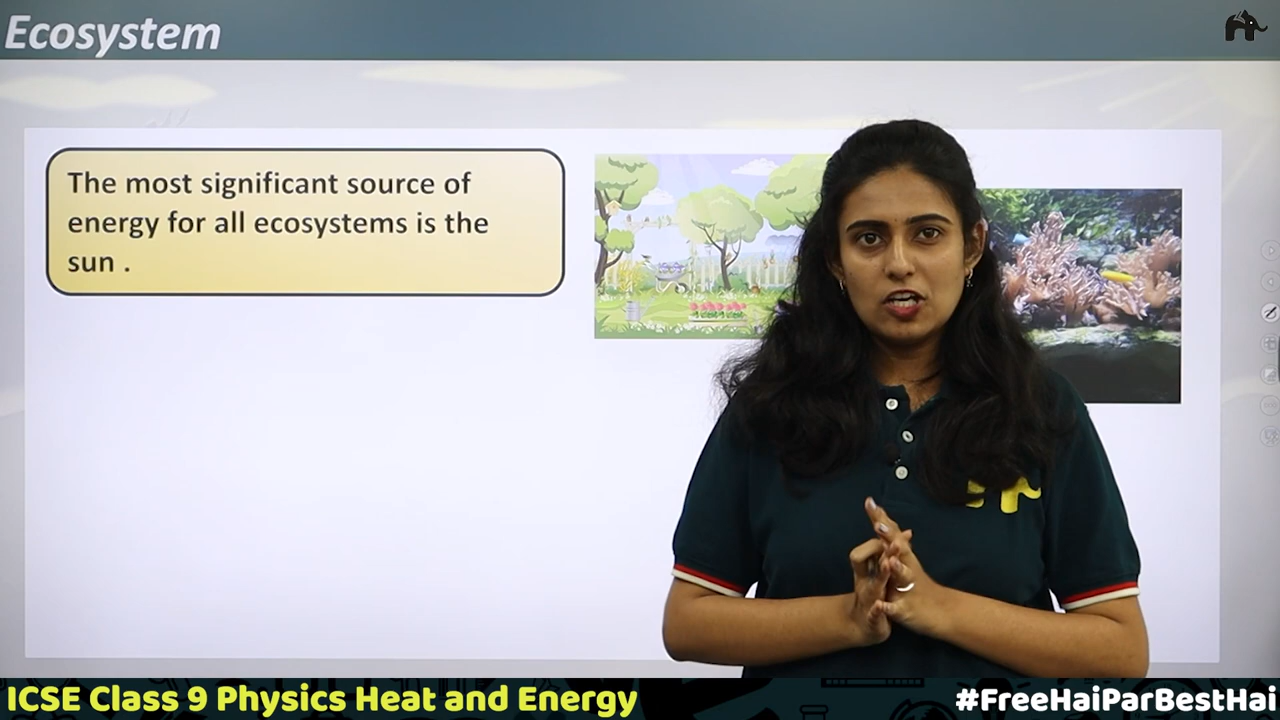 Ecosystem
The most significant source of
energy for all ecosystems is the
sun .
ICSE Class 9 Physics Heat and Energy
#FreeHaiParBestHai